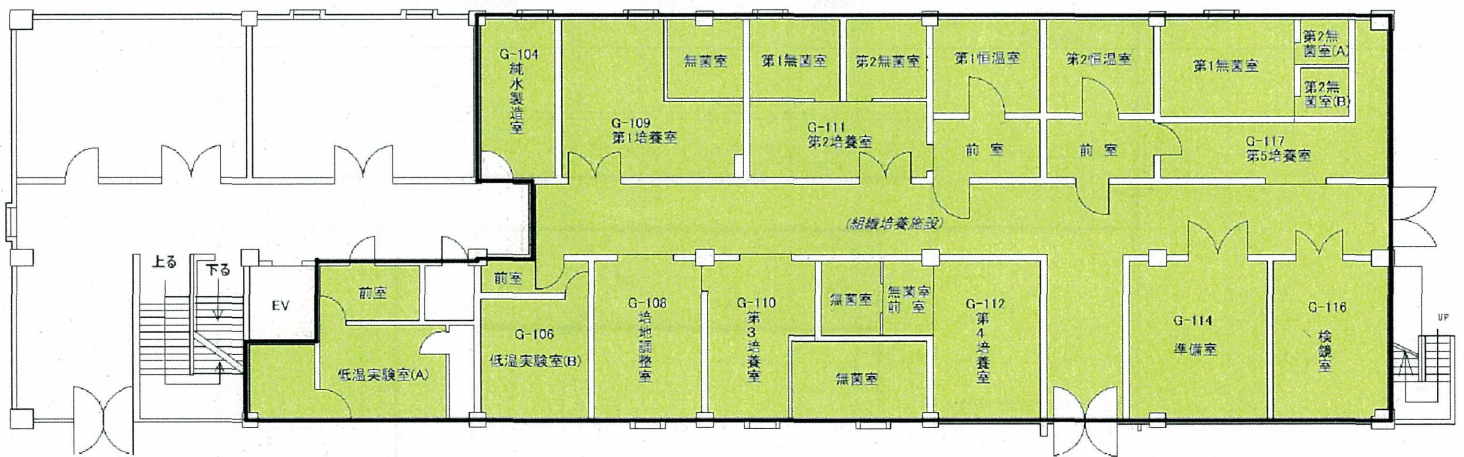 G-104
純水製造室
無菌室
第1無菌室
第2無菌室
第1恒温室
第2恒温室
第1無菌室
第2無
菌室(A)
第2無
菌室(B)
G-109
第1培養室
G-111
第2培養室
前 室
前 室
G-117
第5培養室
(組織培養施設)
上る
下る
EV
前室
低温実験室(A)
前室
G-106
低温実験室(B)
G-108
培地調整室
G-110
第3培養室
無菌室
無菌室
前 室
無菌室
G-112
第4培養室
G-114
準備室
G-116
検鏡室
UP